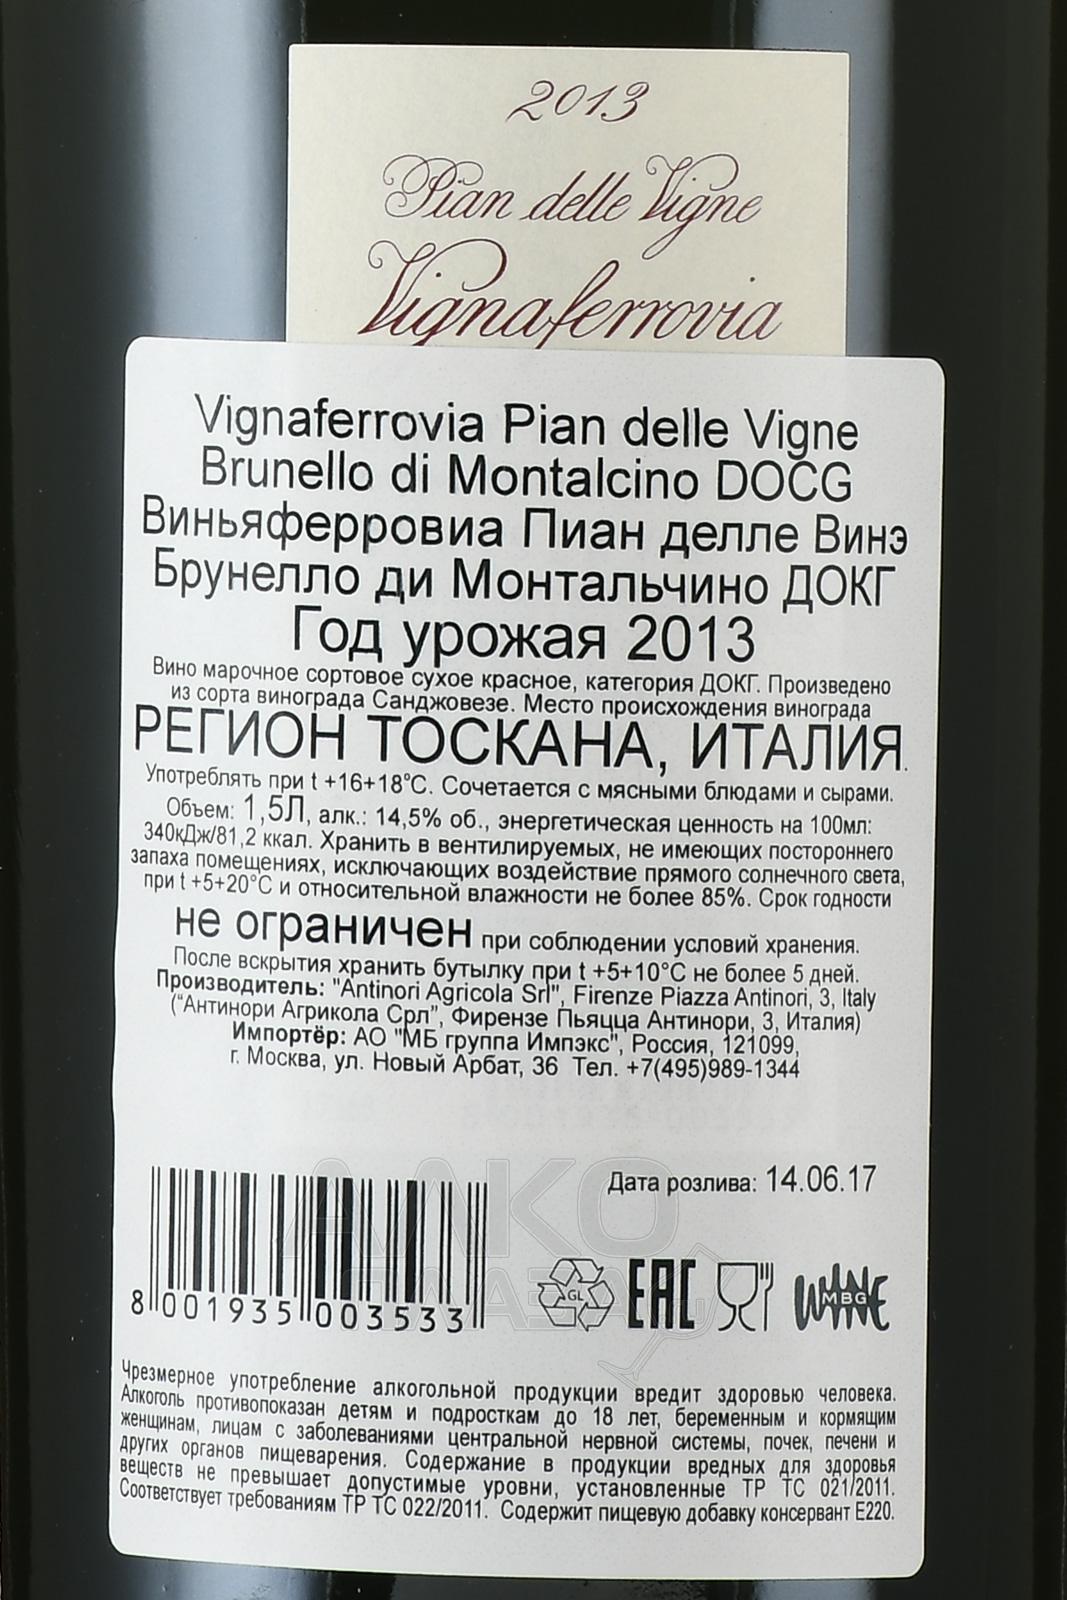 2013
Pian delle Vigne
Vignaferrovia
Vignaferrovia Pian delle Vigne
Brunello di Montalcino DOCG
Виньяферровиа Пиан делле Винэ
Брунелло ди Монтальчино ДОКГ
Год урожая 2013
Вино марочное сортовое сухое красное, категория ДОКГ. Произведено
из сорта винограда Санджовезе. Место происхождения винограда
РЕГИОН ТОСКАНА, ИТАЛИЯ.
Употреблять при t +16+18°С. Сочетается с мясными блюдами и сырами.
Объем: 1,5Л, алк.: 14,5% об., энергетическая ценность на 100мл:
340кДж/81,2 ккал. Хранить в вентилируемых, не имеющих постороннего
запаха помещениях, исключающих воздействие прямого солнечного света,
при t +5+20°С и относительной влажности не более 85%. Срок годности
не ограничен при соблюдении условий хранения.
После вскрытия хранить бутылку при t +5+10°С не более 5 дней.
Производитель: "Antinori Agricola Srl", Firenze Piazza Antinori, 3, Italy
("Антинори Агрикола Срл", Фирензе Пьяцца Антинори, 3, Италия)
Импортёр: АО "МБ группа Импэкс", Россия, 121099,
г. Москва, ул. Новый Арбат, 36 Тел. +7(495)989-1344
Дата розлива: 14.06.17
АЛКО
ПЛАЗА.ru
GL EAC WINE MBG
8 001935 003533
Чрезмерное употребление алкогольной продукции вредит здоровью человека.
Алкоголь противопоказан детям и подросткам до 18 лет, беременным и кормящим
женщинам, лицам с заболеваниями центральной нервной системы, почек, печени и
других органов пищеварения. Содержание в продукции вредных для здоровья
веществ не превышает допустимые уровни, установленные ТР ТС 021/2011.
Соответствует требованиям ТР ТС 022/2011. Содержит пищевую добавку консервант Е220.